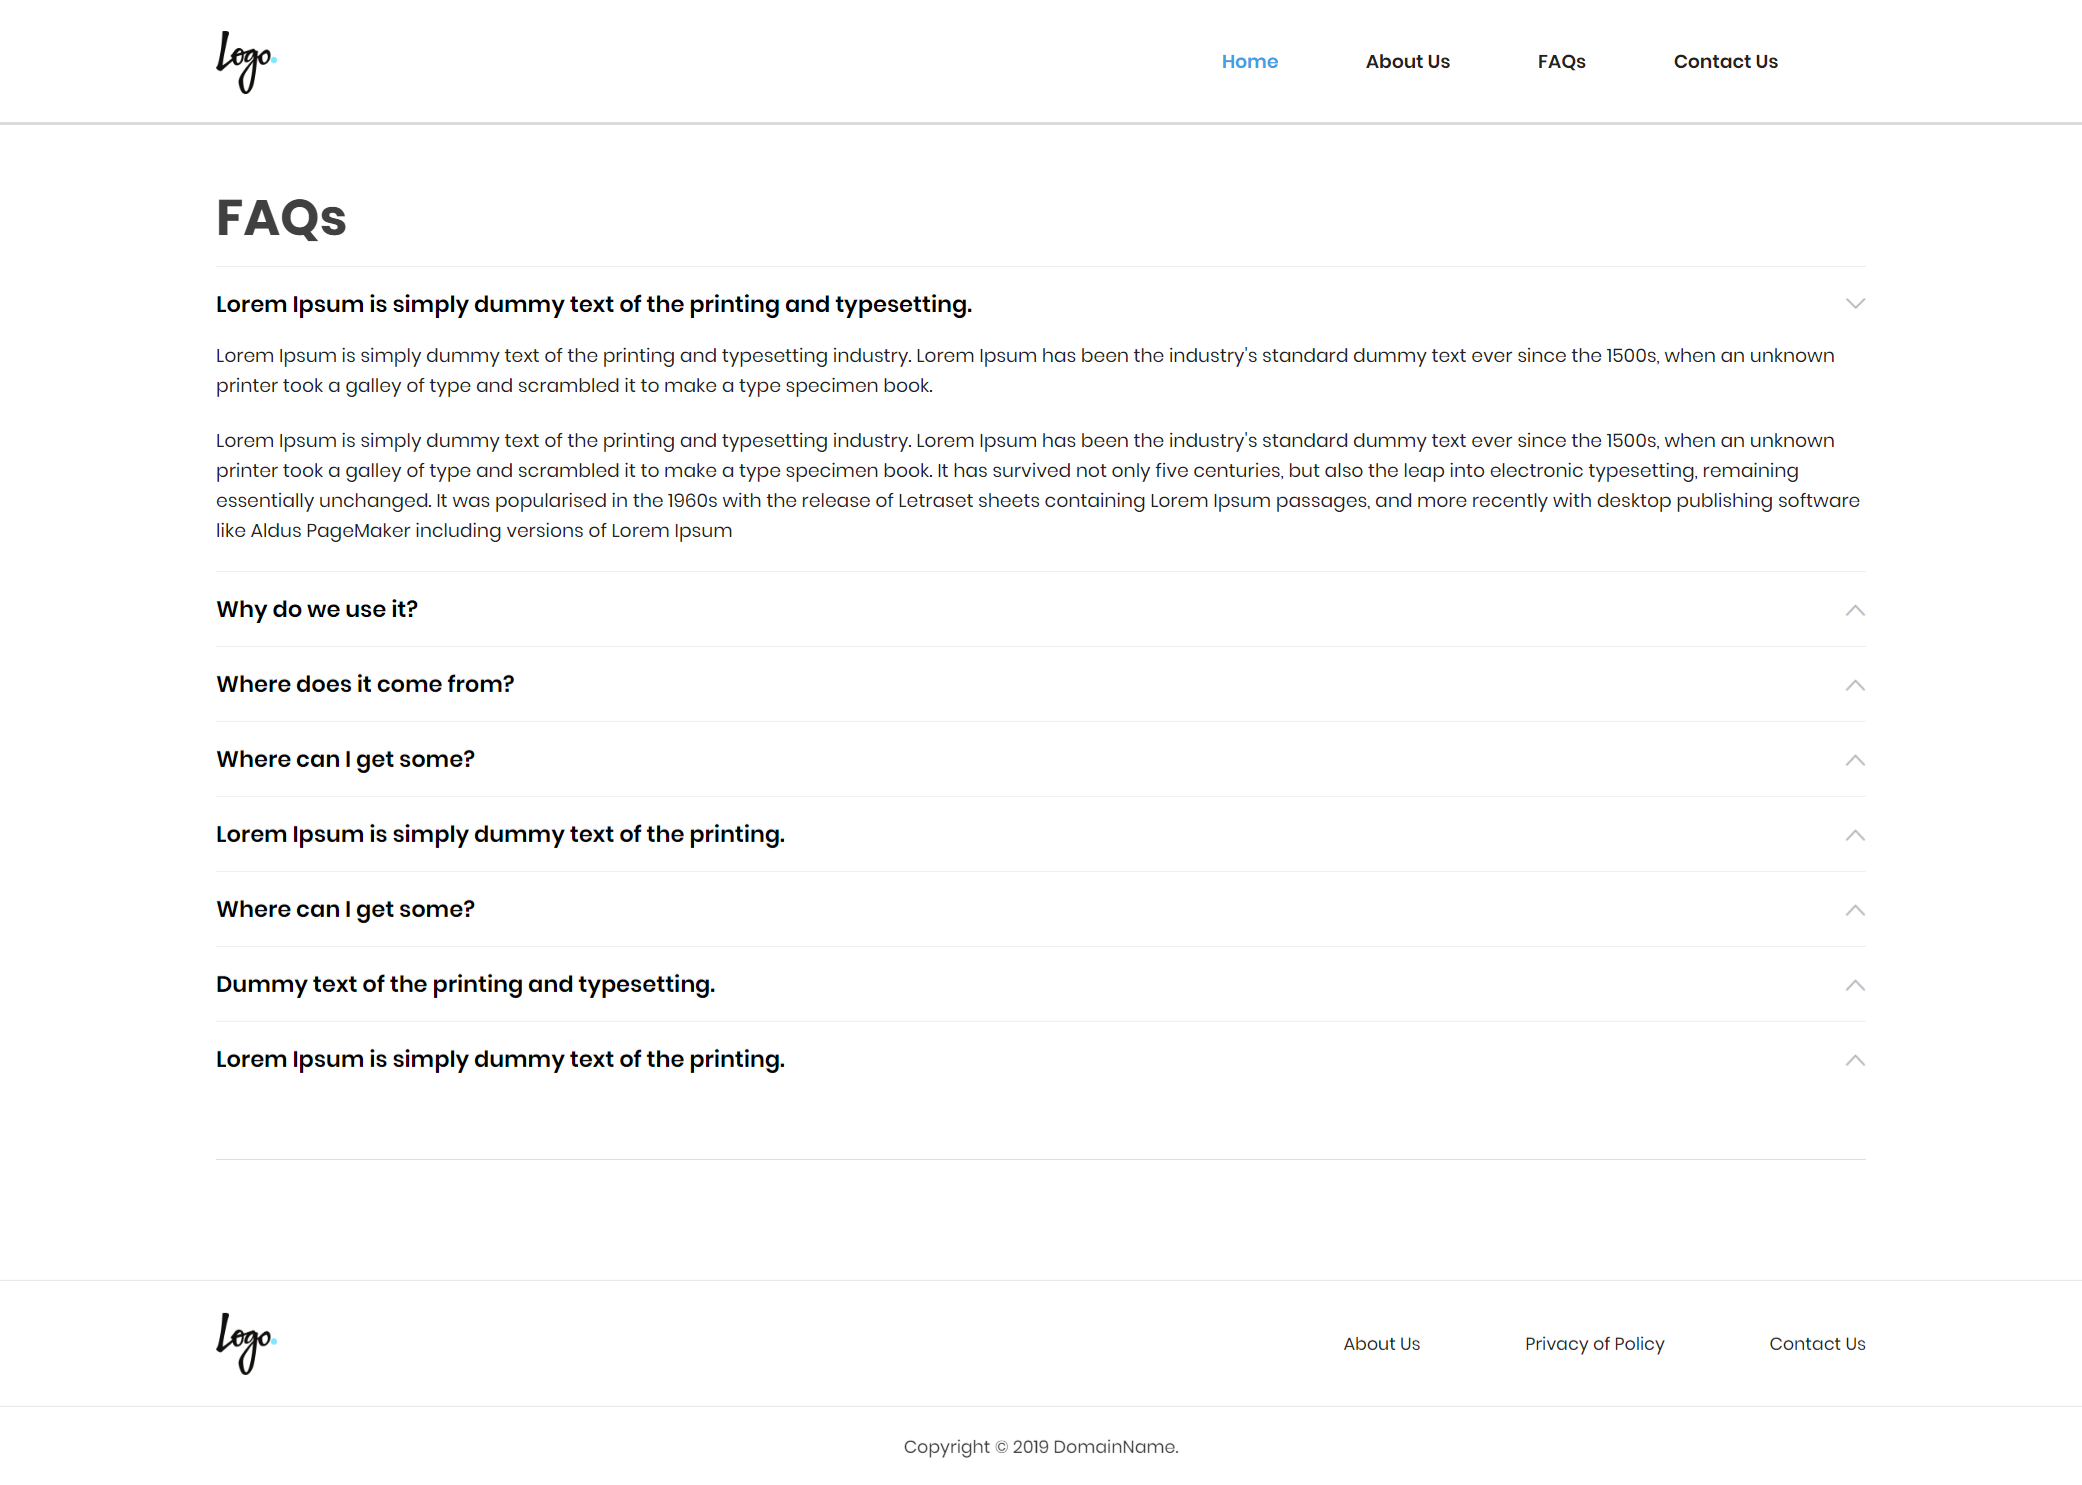 Logo.
Home About Us FAQs Contact Us
FAQs
Lorem Ipsum is simply dummy text of the printing and typesetting.
Lorem Ipsum is simply dummy text of the printing and typesetting industry. Lorem Ipsum has been the industry's standard dummy text ever since the 1500s, when an unknown
printer took a galley of type and scrambled it to make a type specimen book.
Lorem Ipsum is simply dummy text of the printing and typesetting industry. Lorem Ipsum has been the industry's standard dummy text ever since the 1500s, when an unknown
printer took a galley of type and scrambled it to make a type specimen book. It has survived not only five centuries, but also the leap into electronic typesetting, remaining
essentially unchanged. It was popularised in the 1960s with the release of Letraset sheets containing Lorem Ipsum passages, and more recently with desktop publishing software
like Aldus PageMaker including versions of Lorem Ipsum
Why do we use it?
Where does it come from?
Where can I get some?
Lorem Ipsum is simply dummy text of the printing.
Where can I get some?
Dummy text of the printing and typesetting.
Lorem Ipsum is simply dummy text of the printing.
Logo.
About Us Privacy of Policy Contact Us
Copyright © 2019 DomainName.